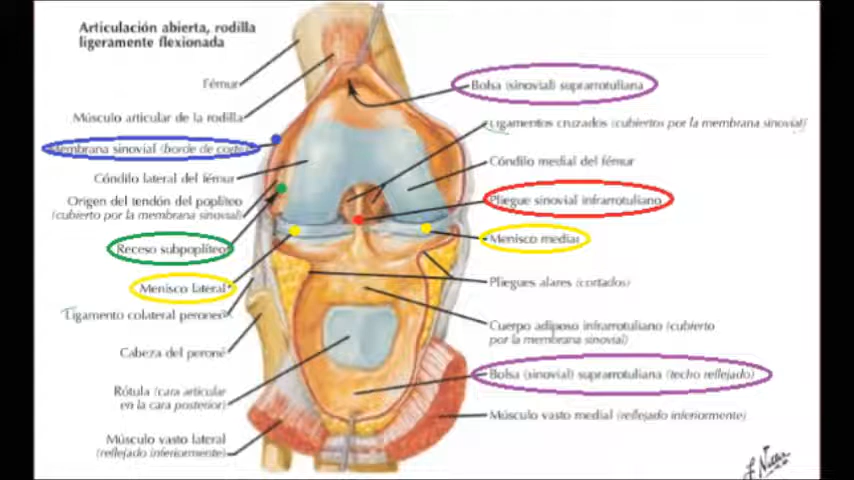 Articulación abierta, rodilla
ligeramente flexionada
Fémur
Músculo articular de la rodilla
Membrana sinovial (borde de corte)
Cóndilo lateral del fémur
Origen del tendón del poplíteo
(cubierto por la membrana sinovial)
Receso subpoplíteo
Menisco lateral
Ligamento colateral peroneo
Cabeza del peroné
Rótula (cara articular
en la cara posterior)
Músculo vasto lateral
(reflejado inferiormente)
Bolsa (sinovial) suprarrotuliana
Ligamentos cruzados (cubiertos por la membrana sinovial)
Cóndilo medial del fémur
Pliegue sinovial infrarrotuliano
Menisco medial
Pliegues alares (cortados)
Cuerpo adiposo infrarrotuliano (cubierto
por la membrana sinovial)
Bolsa (sinovial) suprarrotuliana (techo reflejado)
Músculo vasto medial (reflejado inferiormente)
F. Netter